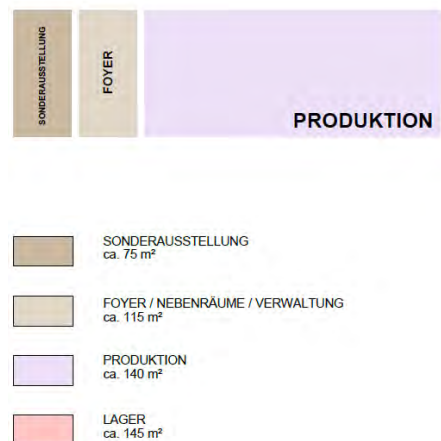 SONDERAUSSTELLUNG
FOYER
PRODUKTION
SONDERAUSSTELLUNG
ca. 75 m²
FOYER / NEBENRÄUME / VERWALTUNG
ca. 115 m²
PRODUKTION
ca. 140 m²
LAGER
ca. 145 m²